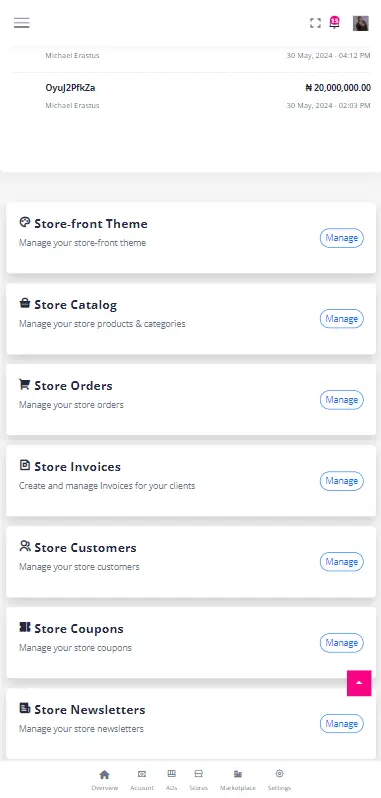 Michael Erastus 30 May, 2024 - 04:12 PM
OyuJ2PfkZa ₦ 20,000,000.00
Michael Erastus 30 May, 2024 - 02:03 PM
Store-front Theme
Manage your store-front theme
Manage
Store Catalog
Manage your store products & categories
Manage
Store Orders
Manage your store orders
Manage
Store Invoices
Create and manage Invoices for your clients
Manage
Store Customers
Manage your store customers
Manage
Store Coupons
Manage your store coupons
Manage
Store Newsletters
Manage your store newsletters
Manage
Overview Account Ads Stores Marketplace Settings